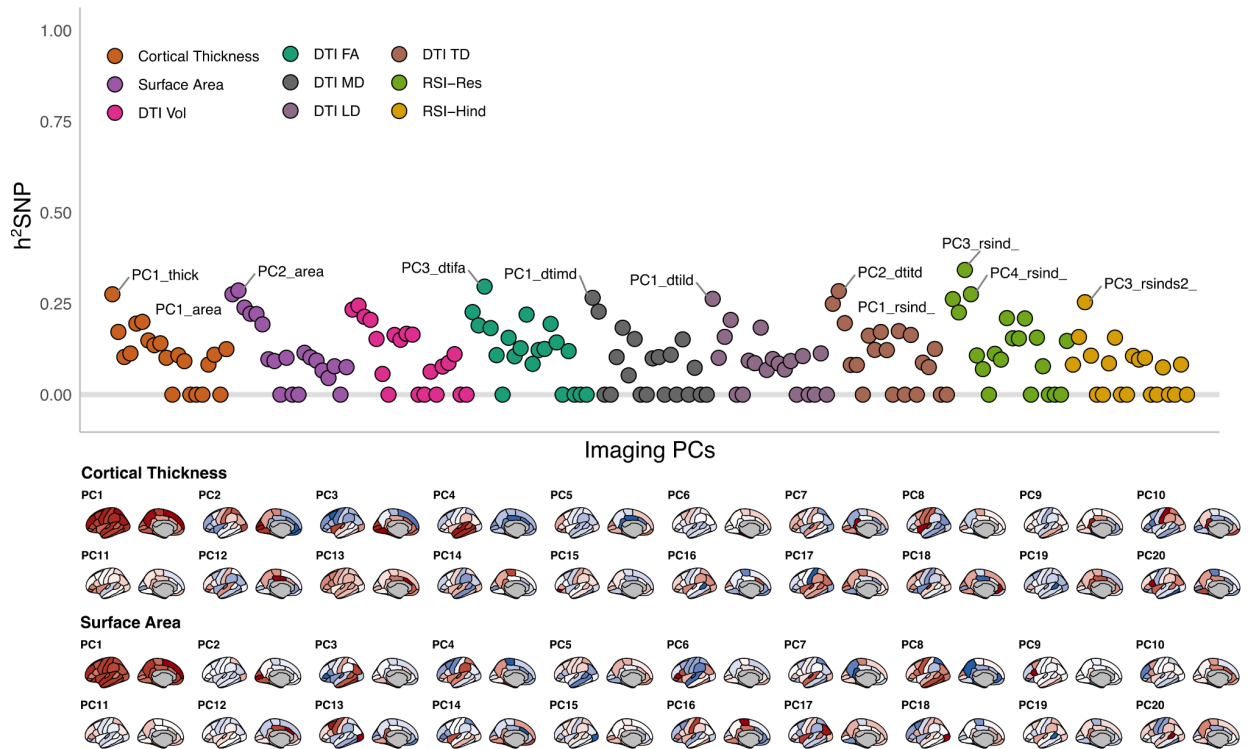 1.00
0.75
0.50
0.25
0.00
h²SNP
Cortical Thickness
Surface Area
DTI Vol
DTI FA
DTI MD
DTI LD
DTI TD
RSI−Res
RSI−Hind
PC1_thick
PC1_area
PC2_area
PC3_dtifa
PC1_dtimd
PC1_dtild
PC2_dtitd
PC1_rsind_
PC3_rsind_
PC4_rsind_
PC3_rsinds2_
Imaging PCs
Cortical Thickness
PC1 PC2 PC3 PC4 PC5 PC6 PC7 PC8 PC9 PC10
PC11 PC12 PC13 PC14 PC15 PC16 PC17 PC18 PC19 PC20
Surface Area
PC1 PC2 PC3 PC4 PC5 PC6 PC7 PC8 PC9 PC10
PC11 PC12 PC13 PC14 PC15 PC16 PC17 PC18 PC19 PC20